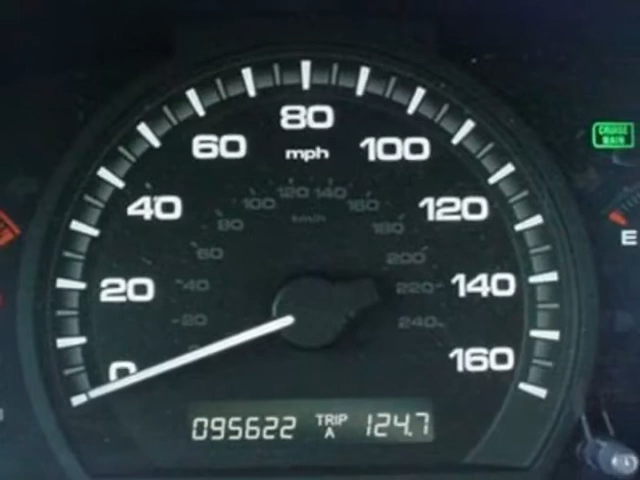 80
60 mph 100
CRUISE MAIN
120 140
100 km/h 160
40 80 180 120
E
60 200
20 40 220 140
20 240
0 160
095622 TRIP A 124.7